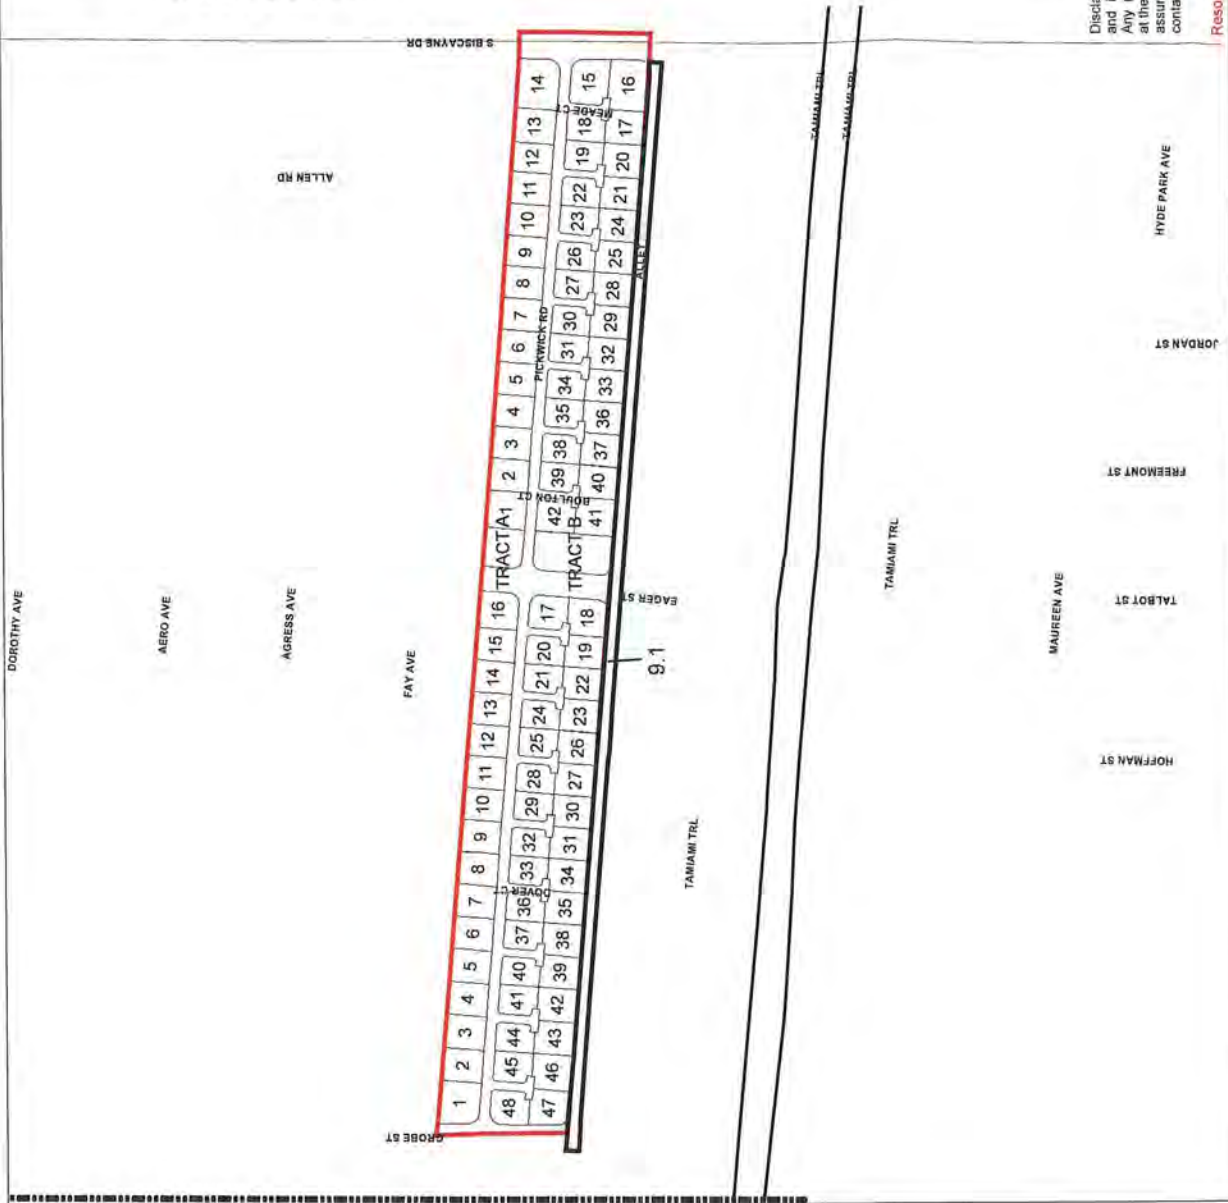 Discla
and i
Any
at the
assur
conta
Reso
S BISCAYNE DR
14
15
16
MEADE CT
13
18
17
12
19
20
ALLEN RD
11
22
21
10
23
24
9
26
25
ALLEY
8
27
28
7
30
29
PICKWICK RD
6
31
32
5
34
33
4
35
36
3
38
37
2
39
40
BOULTON CT
1
42
41
TRACT A
TRACT B
EAGER ST
16
17
18
15
20
19
14
21
22
9.1
13
24
23
12
25
26
11
28
27
10
29
30
9
32
31
8
33
34
DOVER CT
7
36
35
6
37
38
5
40
39
4
41
42
3
44
43
2
45
46
1
48
47
GROBE ST
DOROTHY AVE
AERO AVE
AGRESS AVE
FAY AVE
TAMIAMI TRL
TAMIAMI TRL
TAMIAMI TRL
TAMIAMI TRL
HYDE PARK AVE
JORDAN ST
FREEMONT ST
MAUREEN AVE
TALBOT ST
HOFFMAN ST